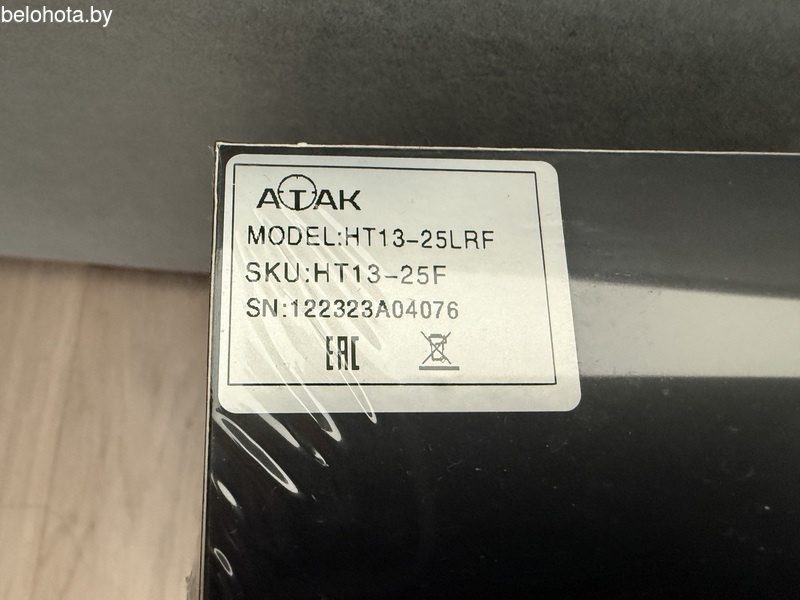 belohota.by
ATAK
MODEL:HT13-25LRF
SKU:HT13-25F
SN:122323A04076
EAC